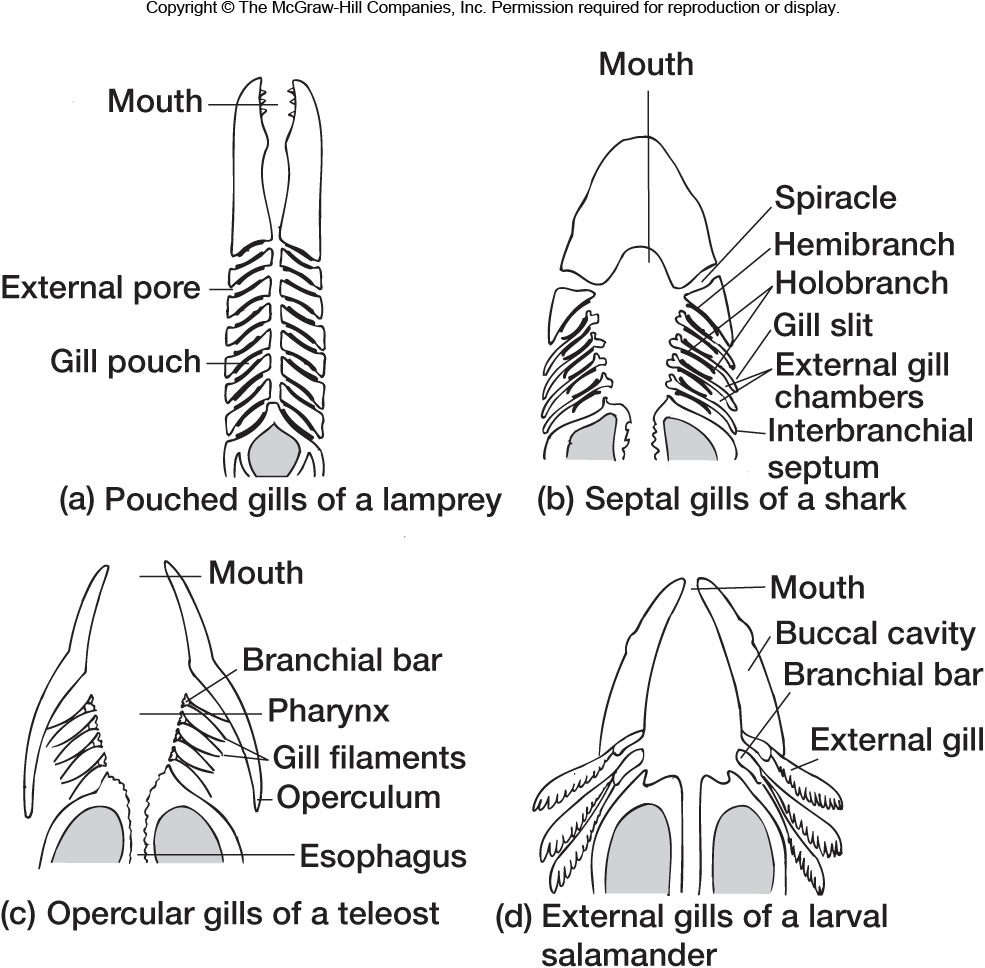 Copyright © The McGraw-Hill Companies, Inc. Permission required for reproduction or display.
Mouth
External pore
Gill pouch
(a) Pouched gills of a lamprey
Mouth
Spiracle
Hemibranch
Holobranch
Gill slit
External gill
chambers
Interbranchial
septum
(b) Septal gills of a shark
Mouth
Branchial bar
Pharynx
Gill filaments
Operculum
Esophagus
(c) Opercular gills of a teleost
Mouth
Buccal cavity
Branchial bar
External gill
(d) External gills of a larval
salamander